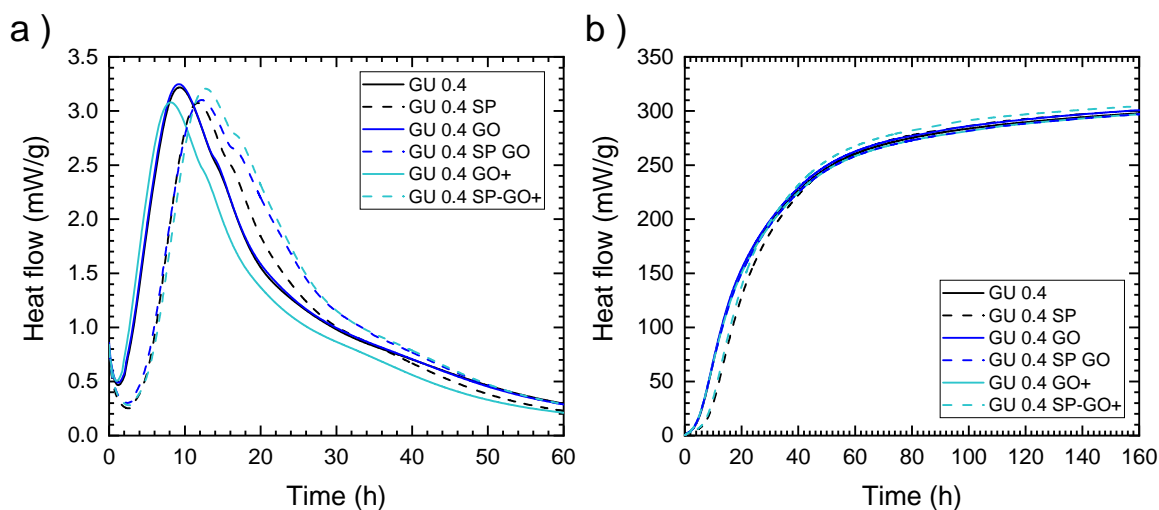 a )
3.5
3.0
2.5
2.0
1.5
1.0
0.5
0.0
Heat flow (mW/g)
GU 0.4
GU 0.4 SP
GU 0.4 GO
GU 0.4 SP GO
GU 0.4 GO+
GU 0.4 SP-GO+
0 10 20 30 40 50 60
Time (h)
b )
350
300
250
200
150
100
50
0
Heat flow (mW/g)
GU 0.4
GU 0.4 SP
GU 0.4 GO
GU 0.4 SP GO
GU 0.4 GO+
GU 0.4 SP-GO+
0 20 40 60 80 100 120 140 160
Time (h)